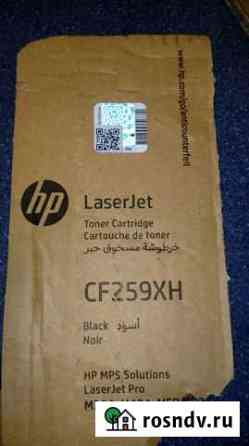 www.hp.com/go/anticounterfeit
hp
LaserJet
Toner Cartridge
Cartouche de toner
خرطوشة مسحوق حبر
CF259XH
Black أسود
Noir
HP MPS Solutions
LaserJet Pro
rosndv.ru